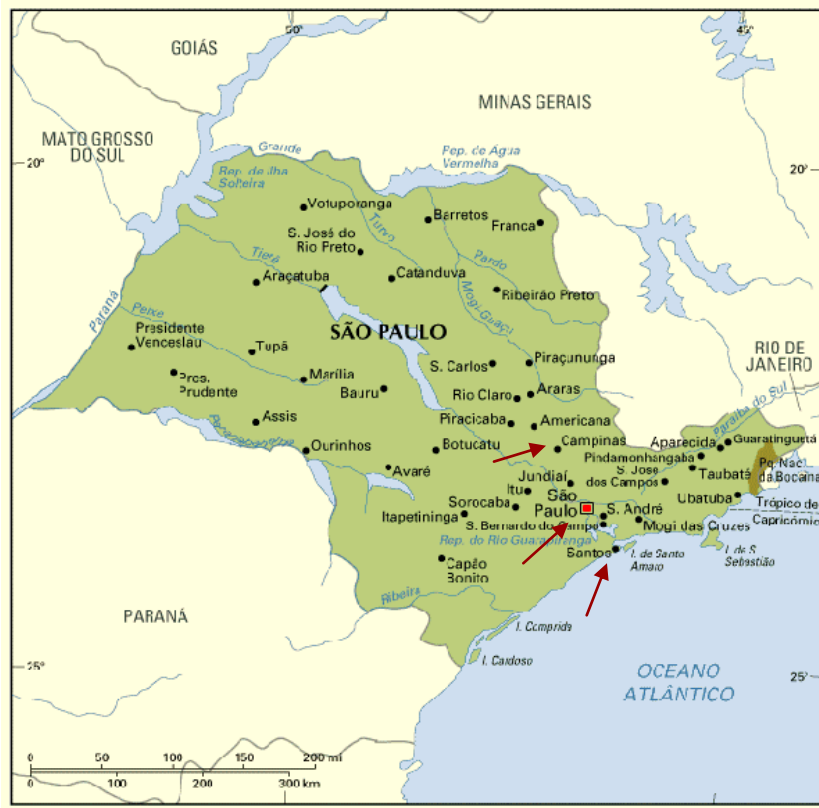 50°
45°
GOIÁS
MINAS GERAIS
MATO GROSSO
DO SUL
20°
20°
Grande
Rep. de Água
Vermelha
Rep. de Ilha
Solteira
Votuporanga
Barretos
Franca
S. José do
Rio Preto
Turvo
Pardo
Tietê
Araçatuba
Catanduva
Ribeirão Preto
Mogi-Guaçu
Paraná
Peixe
Presidente
Venceslau
SÃO PAULO
Tupã
Pres.
Prudente
Marília
Bauru
S. Carlos
Piraçununga
Rio Claro
Araras
RIO DE
JANEIRO
Paraíba do Sul
Assis
Piracicaba
Americana
Paranapanema
Ourinhos
Botucatu
Campinas
Aparecida
Guaratinguetá
Pindamonhangaba
Avaré
Jundiaí
S. José
dos Campos
Taubaté
Pq. Nac.
da Bocaina
Itu
São
Paulo
Sorocaba
Ubatuba
Trópico de
Capricórnio
Itapetininga
S. André
S. Bernardo do Campo
Mogi das Cruzes
Rep. do Rio Guarapiranga
Santos
I. de Santo
Amaro
I. de S.
Sebastião
Capão
Bonito
Ribeira
PARANÁ
I. Comprida
I. Cardoso
25°
25°
OCEANO
ATLÂNTICO
0 50 100 150 200 mi
0 100 200 300 km